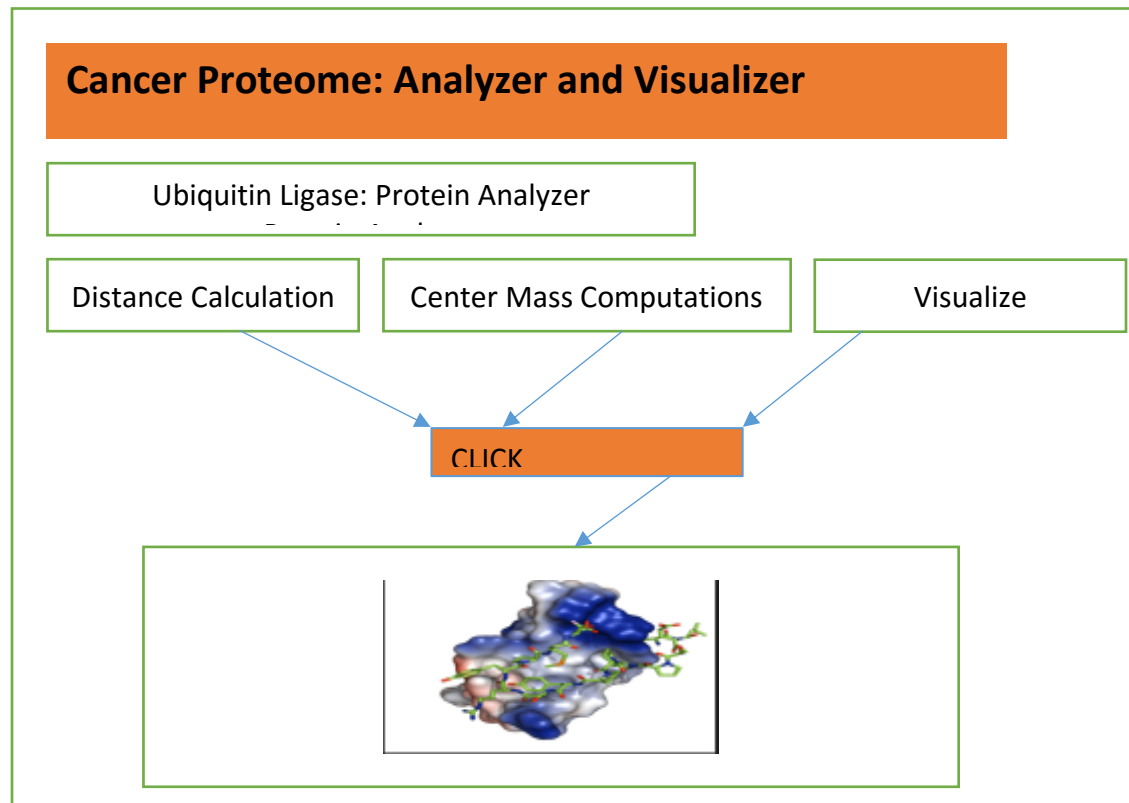 Cancer Proteome: Analyzer and Visualizer
Ubiquitin Ligase: Protein Analyzer
Distance Calculation
Center Mass Computations
Visualize
CLICK